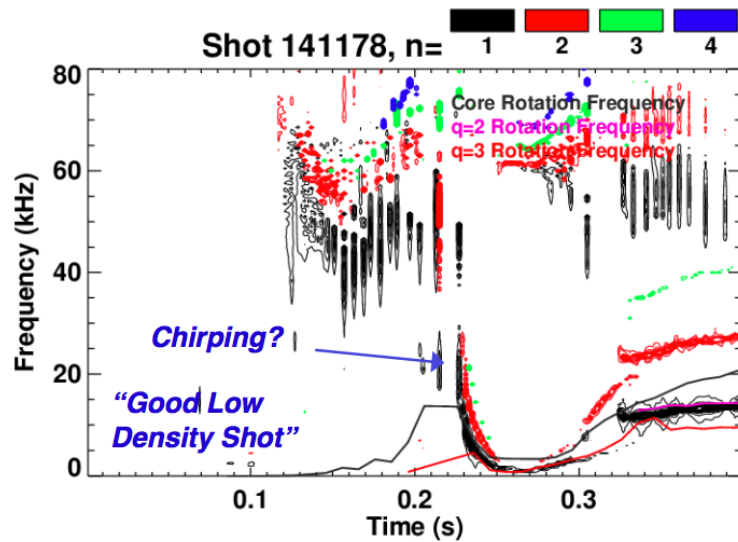 Shot 141178, n= 1 2 3 4
Core Rotation Frequency
q=2 Rotation Frequency
q=3 Rotation Frequency
Chirping?
“Good Low
Density Shot”
Frequency (kHz)
80
60
40
20
0
0.1 0.2 0.3
Time (s)